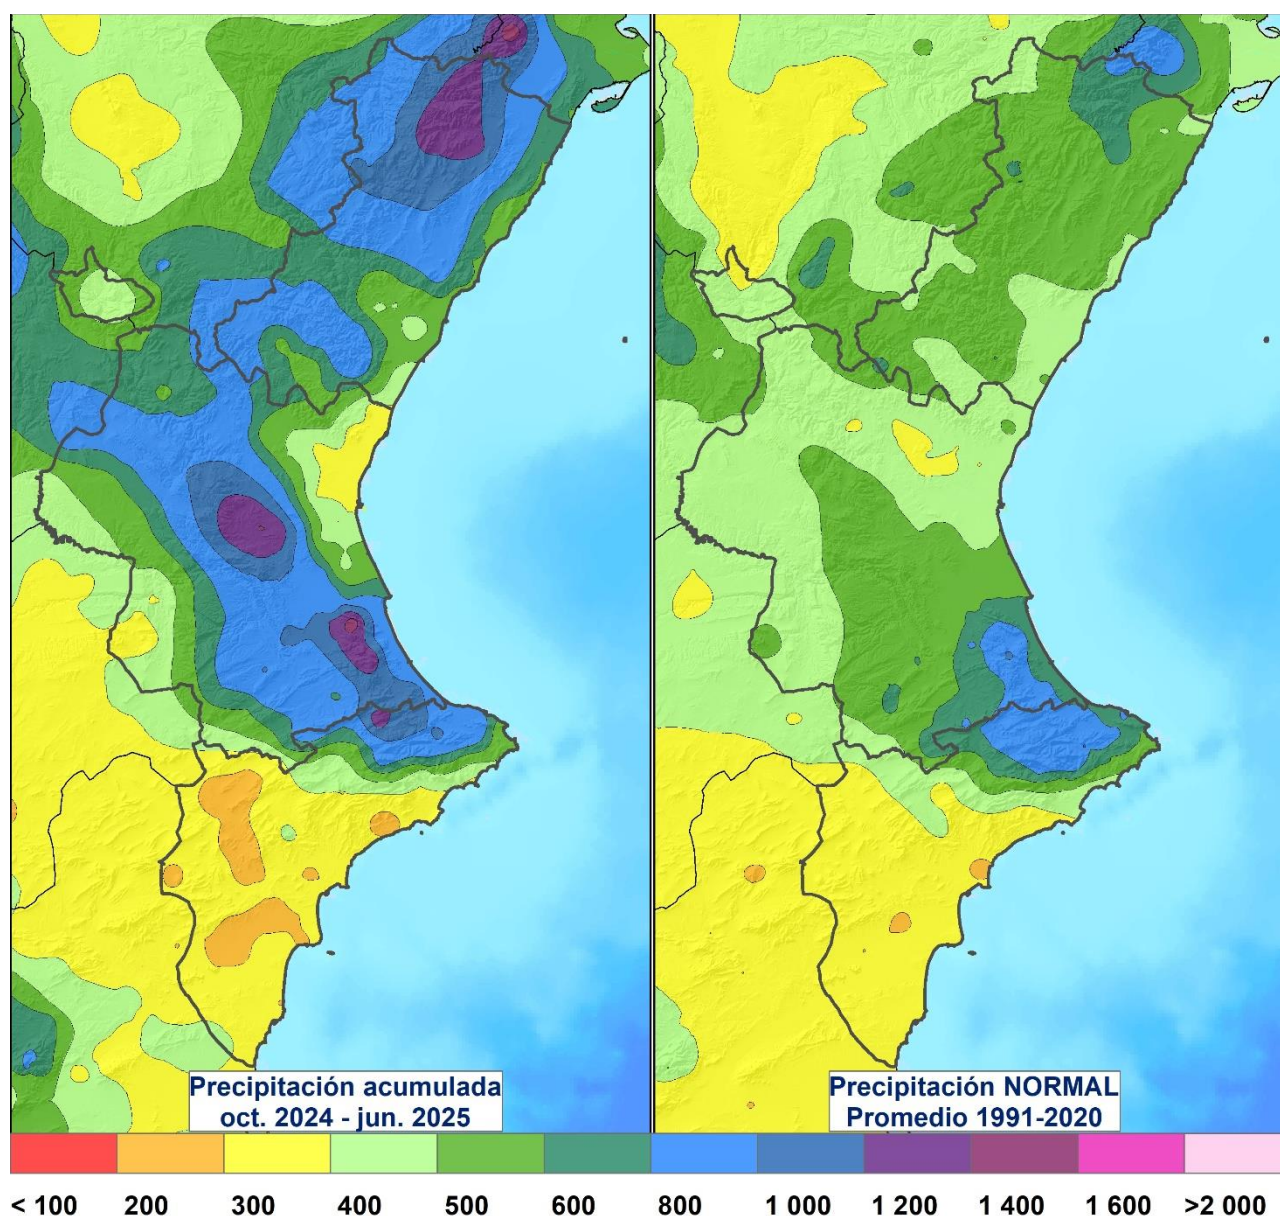 Precipitación acumulada
oct. 2024 - jun. 2025
Precipitación NORMAL
Promedio 1991-2020
< 100 200 300 400 500 600 800 1 000 1 200 1 400 1 600 >2 000